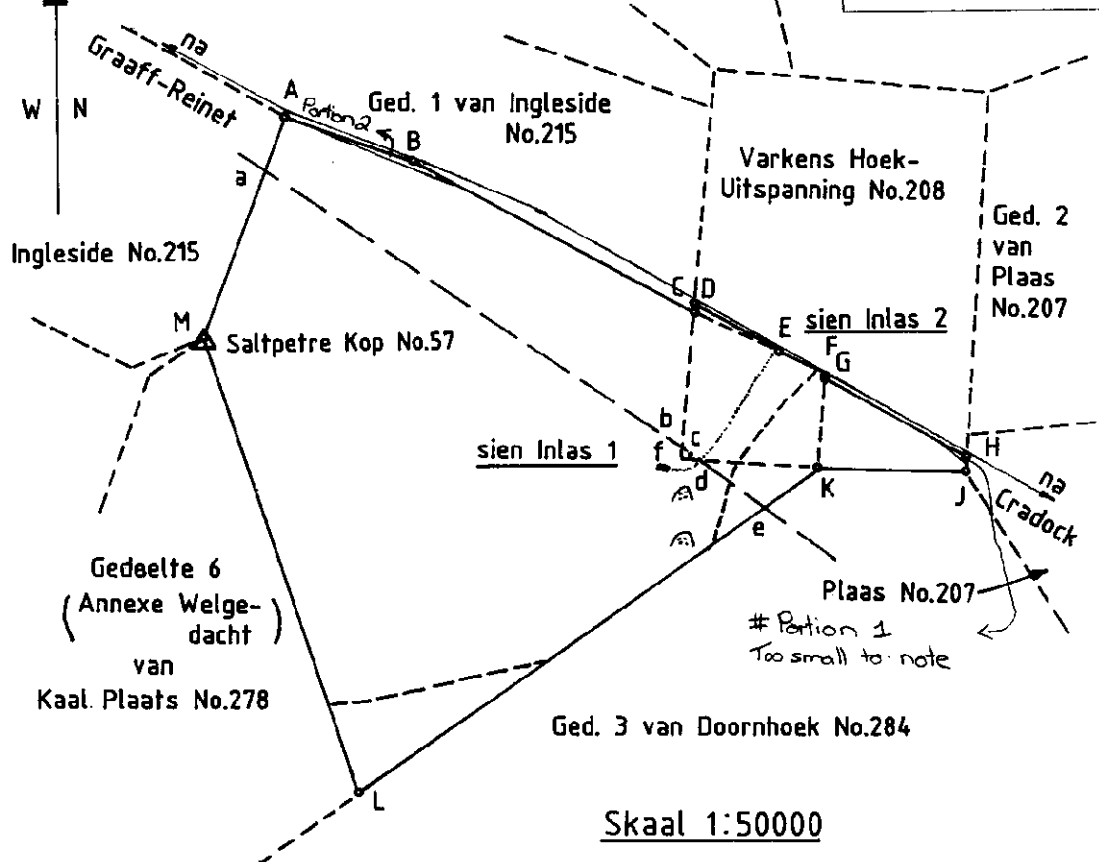 na
Graaff-Reinet
W N
A
Portion 2
Ged. 1 van Ingleside
No.215
B
a
Varkens Hoek-
Uitspanning No.208
Ged. 2
van
Plaas
No.207
Ingleside No.215
M
Saltpetre Kop No.57
C D
E
sien Inlas 2
F
G
b
c
f
d
sien Inlas 1
K
e
H
J
na
Cradock
Plaas No.207
# Portion 1
Too small to note
Gedeelte 6
(Annexe Welge-
dacht)
van
Kaal. Plaats No.278
Ged. 3 van Doornhoek No.284
L
Skaal 1:50000